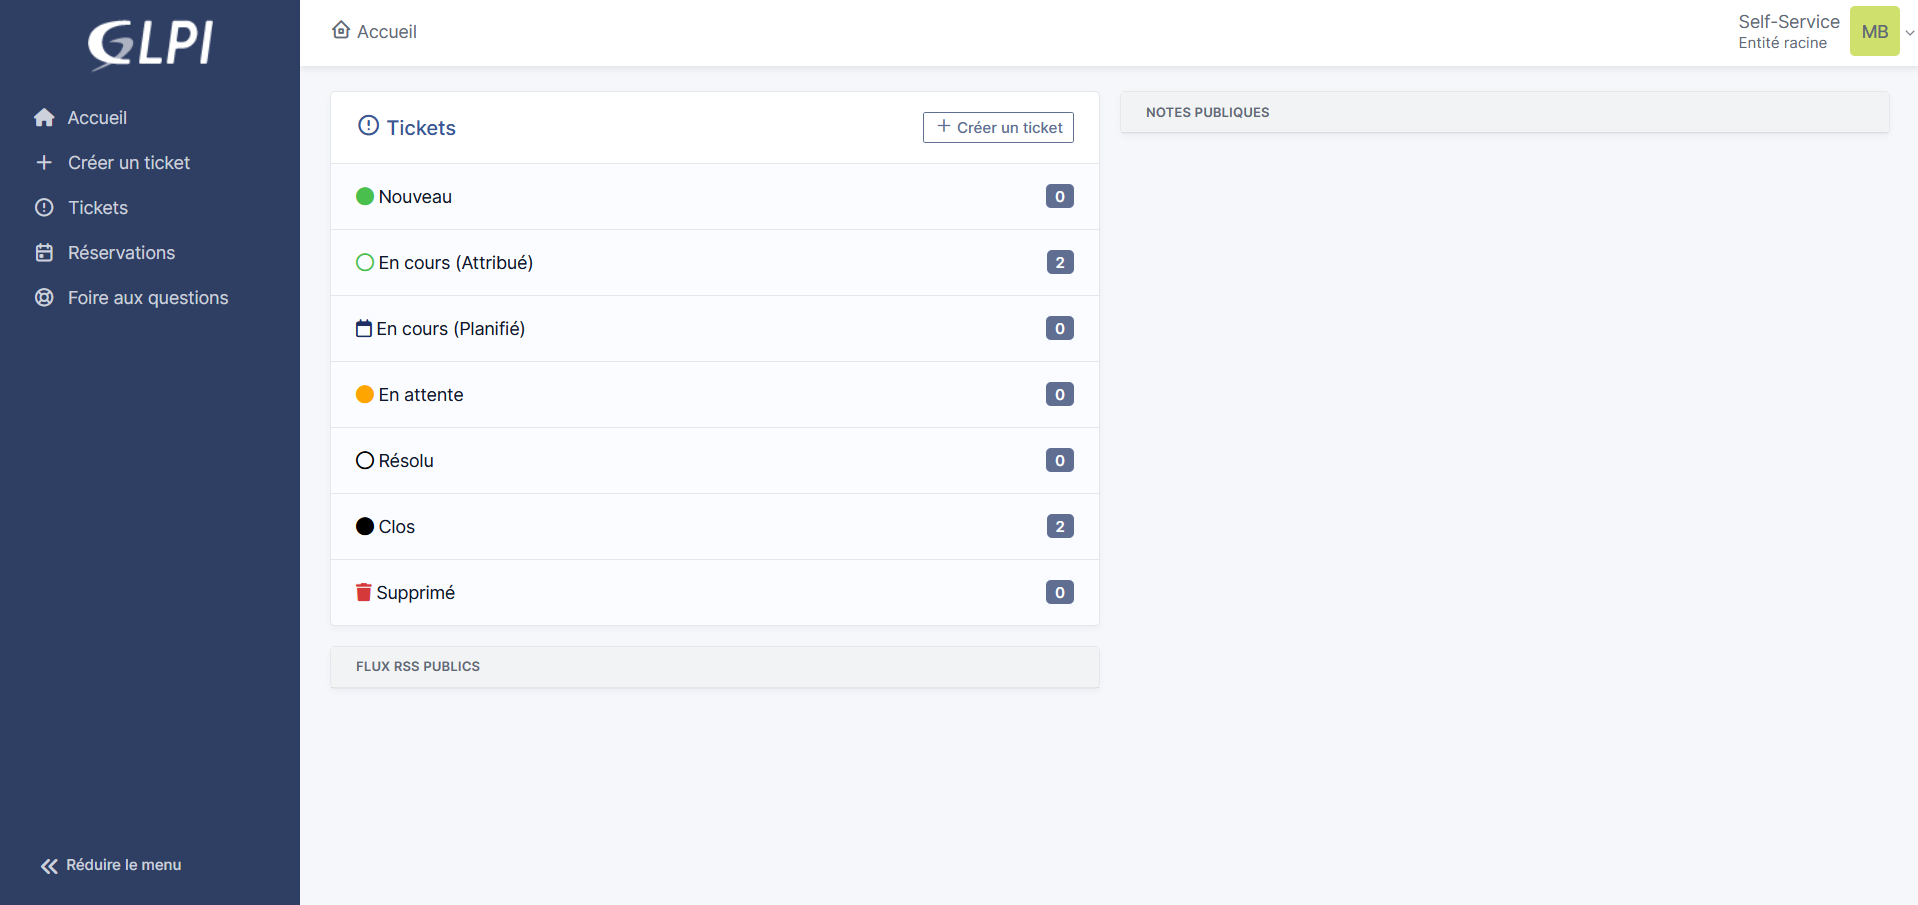 GLPI
Accueil
Créer un ticket
Tickets
Réservations
Foire aux questions
Réduire le menu
Accueil
Self-Service
Entité racine
MB
Tickets
Créer un ticket
Nouveau 0
En cours (Attribué) 2
En cours (Planifié) 0
En attente 0
Résolu 0
Clos 2
Supprimé 0
FLUX RSS PUBLICS
NOTES PUBLIQUES